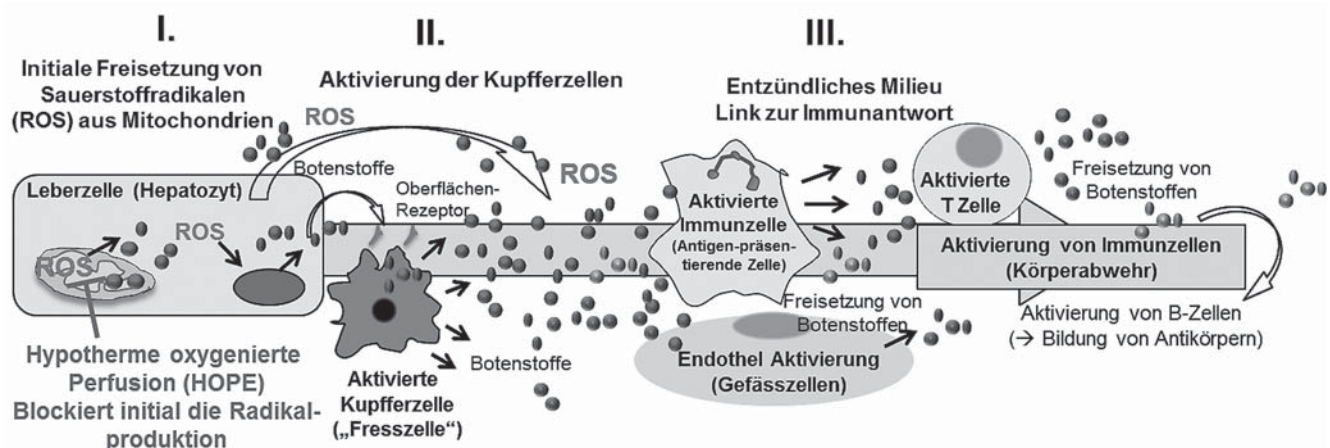 I.
Initiale Freisetzung von
Sauerstoffradikalen
(ROS) aus Mitochondrien
II.
Aktivierung der Kupfferzellen
III.
Entzündliches Milieu
Link zur Immunantwort
ROS
Botenstoffe
Leberzelle (Hepatozyt)
ROS
ROS
Oberflächen-
Rezeptor
ROS
Hypotherme oxygenierte
Perfusion (HOPE)
Blockiert initial die Radikal-
produktion
Aktivierte
Kupfferzelle
(„Fresszelle“)
Botenstoffe
Aktivierte
Immunzelle
(Antigen-präsen-
tierende Zelle)
Freisetzung von
Botenstoffen
Endothel Aktivierung
(Gefässzellen)
Aktivierte
T Zelle
Freisetzung von
Botenstoffen
Aktivierung von Immunzellen
(Körperabwehr)
Aktivierung von B-Zellen
(→ Bildung von Antikörpern)